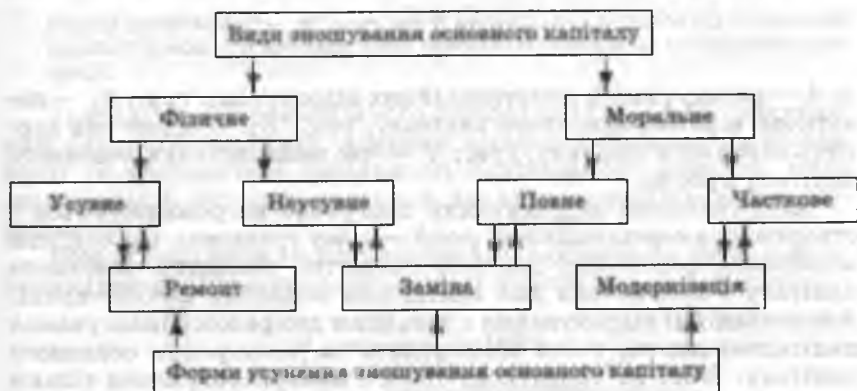 Види зношування основного капіталу
Фізичне
Моральне
Усувне
Неусувне
Повне
Часткове
Ремонт
Заміна
Модернізація
Форми усунення зношування основного капіталу